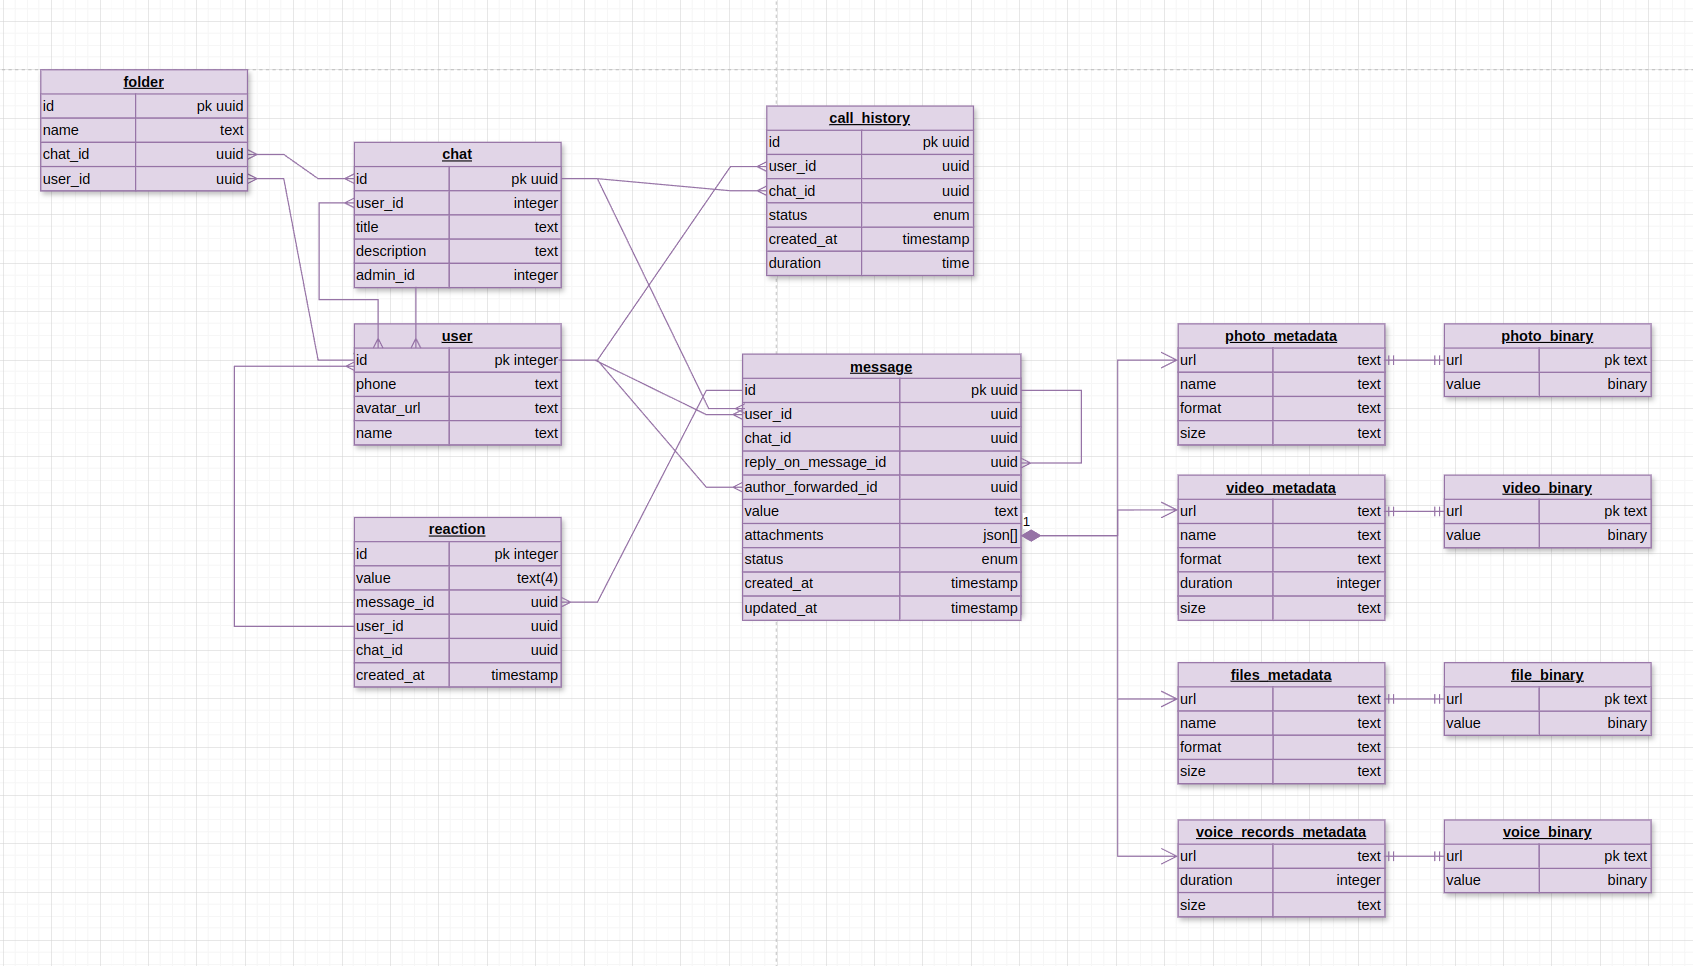 folder
id pk uuid
name text
chat_id uuid
user_id uuid
chat
id pk uuid
user_id integer
title text
description text
admin_id integer
user
id pk integer
phone text
avatar_url text
name text
reaction
id pk integer
value text(4)
message_id uuid
user_id uuid
chat_id uuid
created_at timestamp
call_history
id pk uuid
user_id uuid
chat_id uuid
status enum
created_at timestamp
duration time
message
id pk uuid
user_id uuid
chat_id uuid
reply_on_message_id uuid
author_forwarded_id uuid
value text
attachments json[]
status enum
created_at timestamp
updated_at timestamp
1
photo_metadata
url text
name text
format text
size text
photo_binary
url pk text
value binary
video_metadata
url text
name text
format text
duration integer
size text
video_binary
url pk text
value binary
files_metadata
url text
name text
format text
size text
file_binary
url pk text
value binary
voice_records_metadata
url text
duration integer
size text
voice_binary
url pk text
value binary